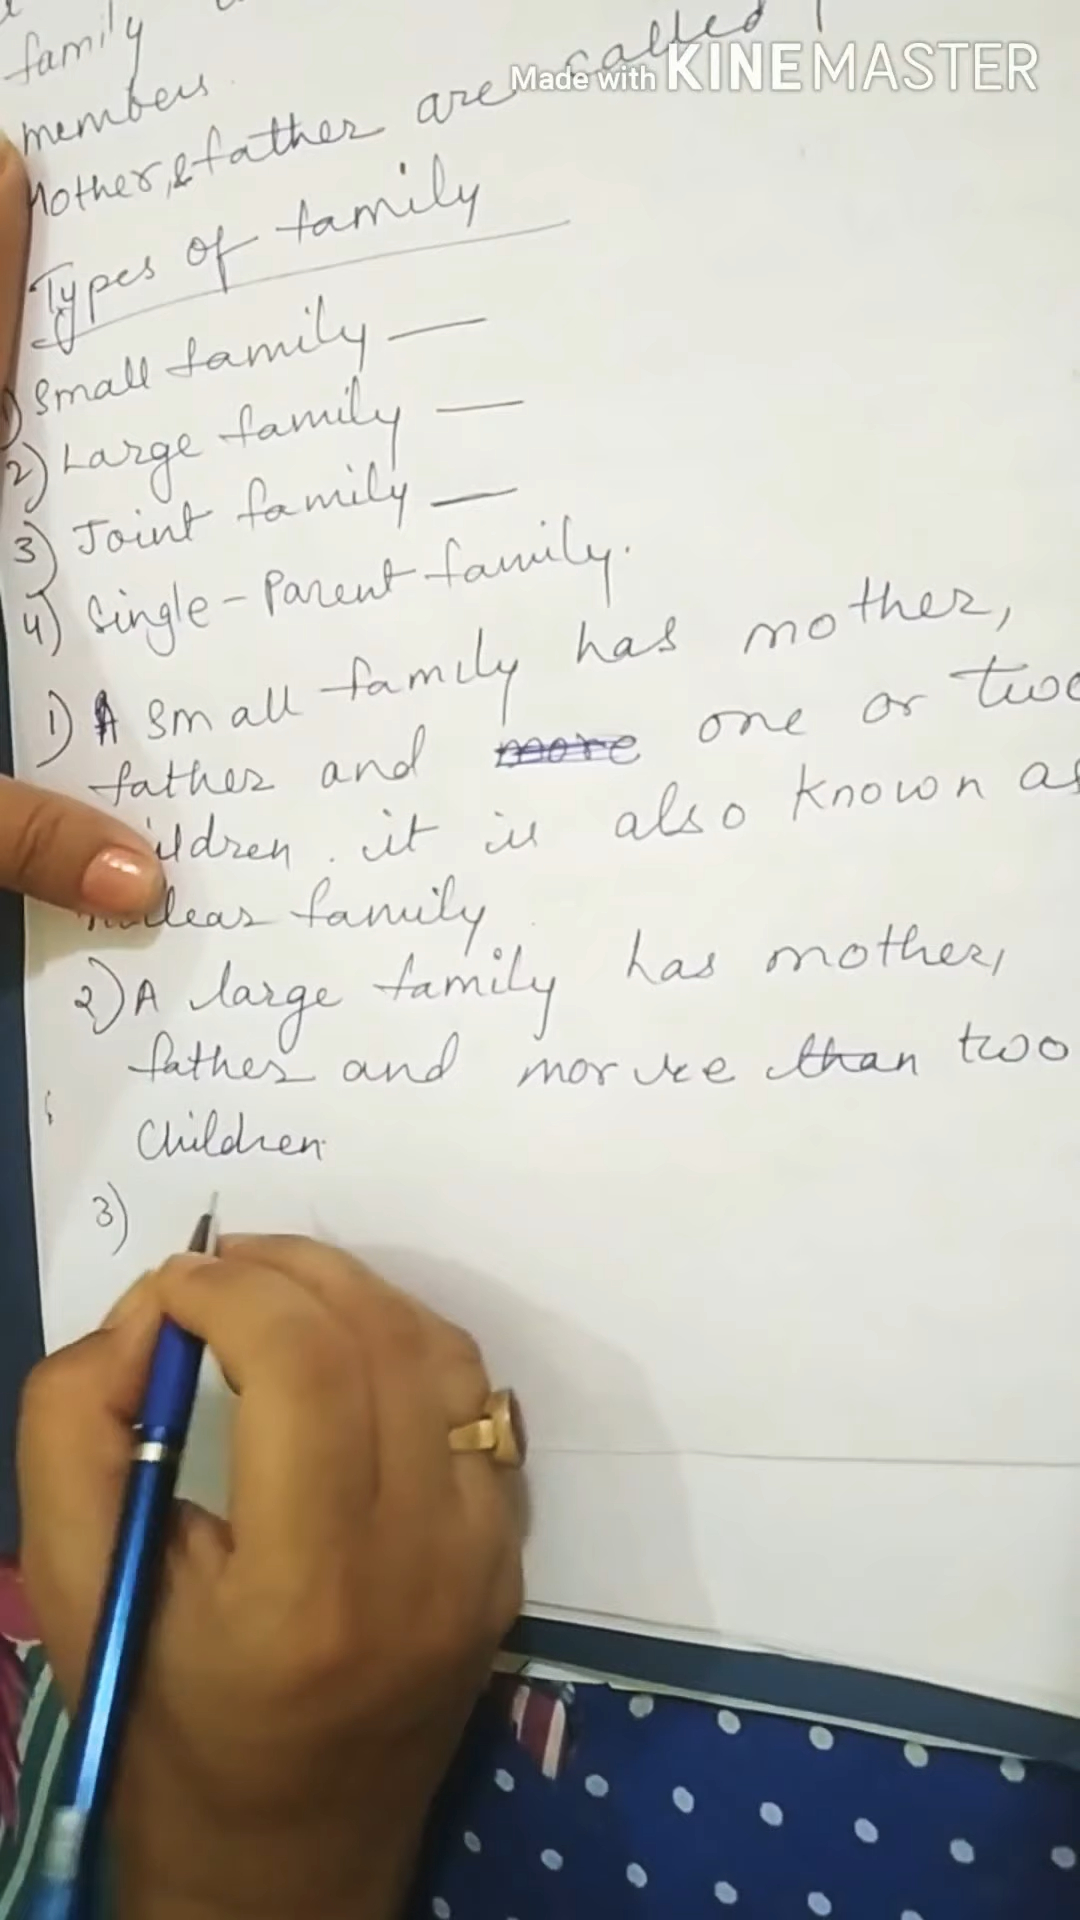 family
members.
Mother, & father are called
Made with KINEMASTER
Types of family
1) Small family —
2) Large family —
3) Joint family —
4) Single-Parent family.
1) A small family has mother,
father and more one or two
ildren. it is also known as
family
2) A large family has mother,
father and morure than two
Children.
3)